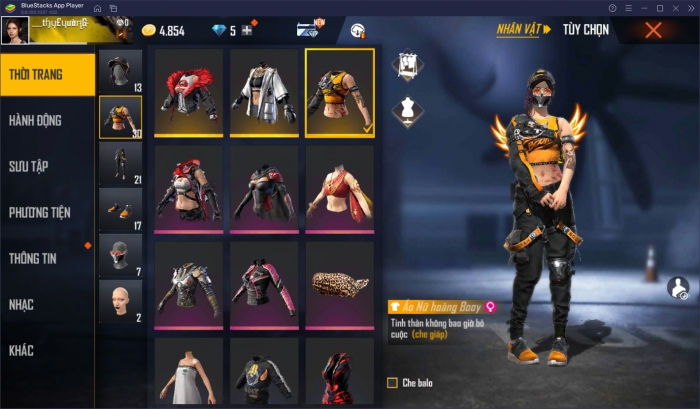 BlueStacks App Player
4.854
5
NEW
NHÂN VẬT
TÙY CHỌN
THỜI TRANG
HÀNH ĐỘNG
SƯU TẬP
PHƯƠNG TIỆN
THÔNG TIN
NHẠC
KHÁC
13
30
21
17
7
2
Áo Nữ hoàng Booy
Tinh thần không bao giờ bỏ
cuộc (che giáp)
Che balo